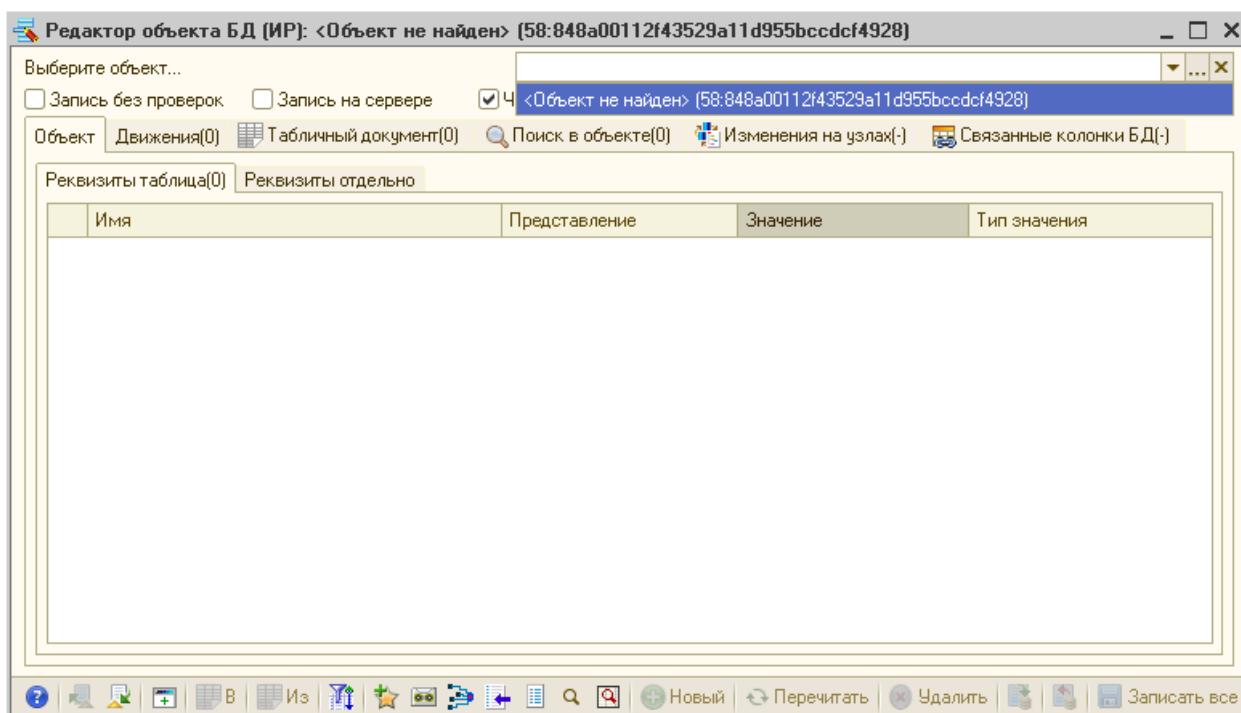 Редактор объекта БД (ИР): <Объект не найден> (58:848a00112f43529a11d955bccdcf4928)
Выберите объект...
Запись без проверок Запись на сервере Ч <Объект не найден> (58:848a00112f43529a11d955bccdcf4928)
Объект Движения(0) Табличный документ(0) Поиск в объекте(0) Изменения на узлах(-) Связанные колонки БД(-)
Реквизиты таблица(0) Реквизиты отдельно
Имя Представление Значение Тип значения
В Из Новый Перечитать Удалить Записать все